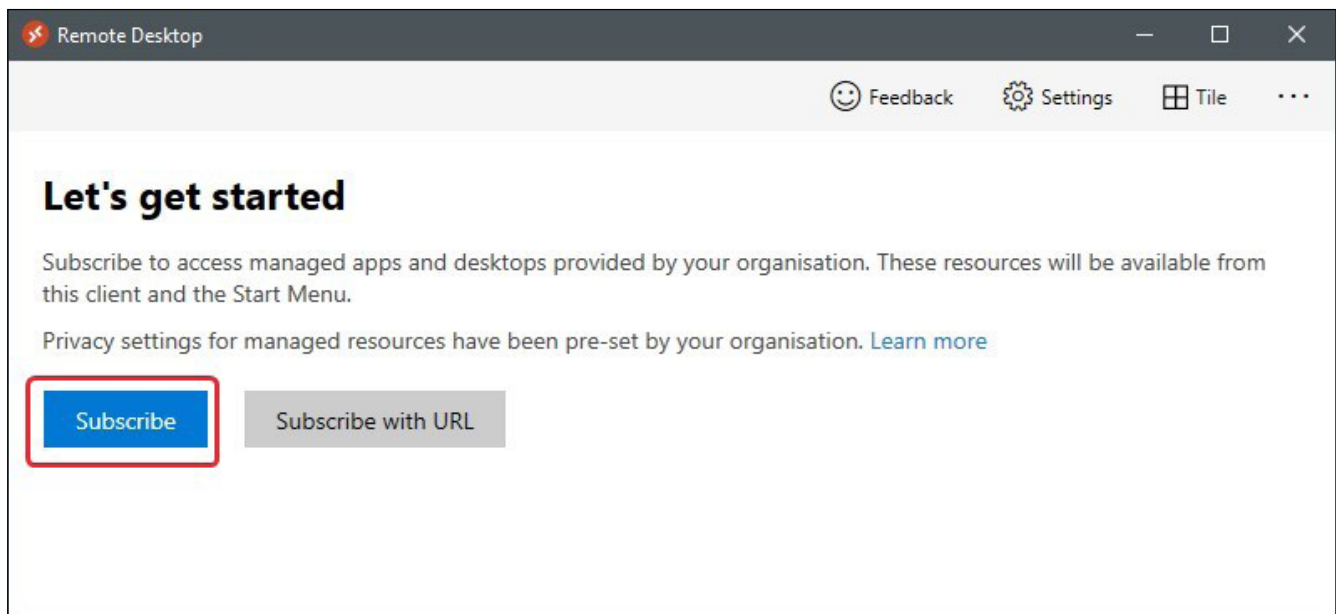 Remote Desktop
Feedback Settings Tile ...
Let's get started
Subscribe to access managed apps and desktops provided by your organisation. These resources will be available from
this client and the Start Menu.
Privacy settings for managed resources have been pre-set by your organisation. Learn more
Subscribe Subscribe with URL